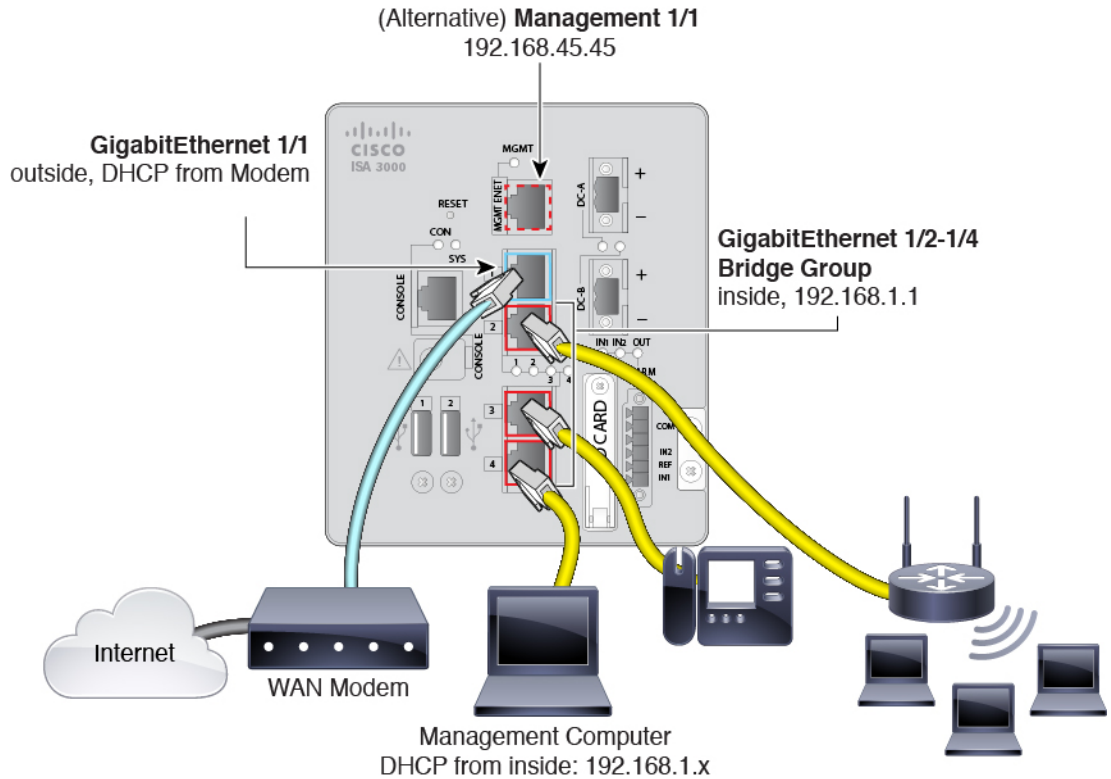 (Alternative) Management 1/1
192.168.45.45
GigabitEthernet 1/1
outside, DHCP from Modem
CISCO
ISA 3000
MGMT
MGMT ENET
RESET
CON
SYS
CONSOLE
CONSOLE
DC-A
+
−
DC-B
+
−
GigabitEthernet 1/2-1/4
Bridge Group
inside, 192.168.1.1
2
1 2
3 4
IN1 IN2 OUT
1 2
3
4
CARD
COM
IN2
REF
IN1
Internet
WAN Modem
Management Computer
DHCP from inside: 192.168.1.x